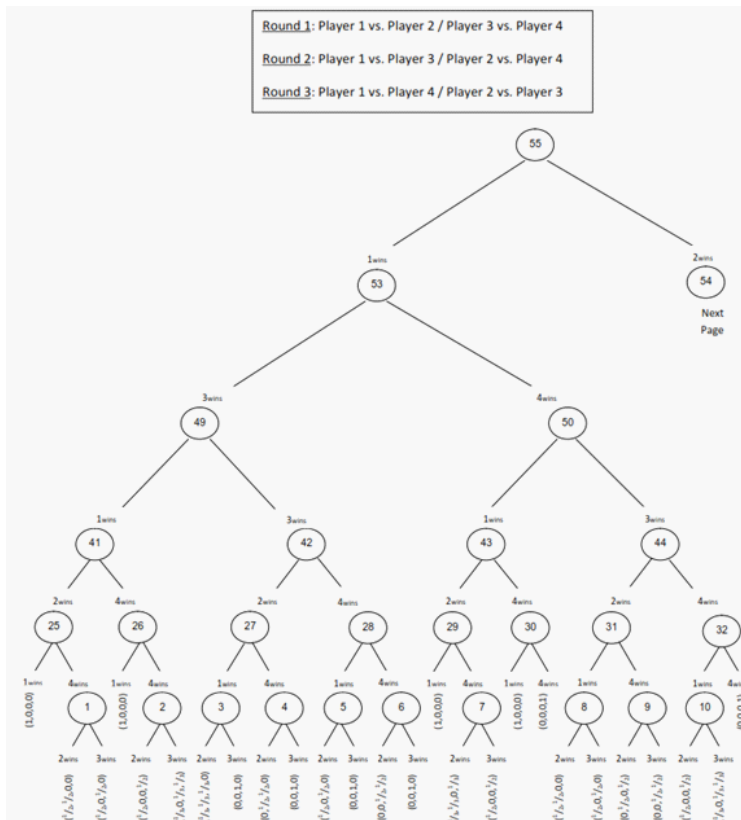 Round 1: Player 1 vs. Player 2 / Player 3 vs. Player 4
Round 2: Player 1 vs. Player 3 / Player 2 vs. Player 4
Round 3: Player 1 vs. Player 4 / Player 2 vs. Player 3
55
1wins 2wins
53 54
Next
Page
3wins 4wins
49 50
1wins 3wins 1wins 3wins
41 42 43 44
2wins 4wins 2wins 4wins 2wins 4wins 2wins 4wins
25 26 27 28 29 30 31 32
1wins 4wins 1wins 4wins 1wins 4wins 1wins 4wins 1wins 4wins 1wins 4wins 1wins 4wins 1wins
(1,0,0,0) (1,0,0,0) (1,0,0,0) (1,0,0,0) (0,0,0,1)
1 2 3 4 5 6 7 8 9 10
2wins 3wins 2wins 3wins 2wins 3wins 2wins 3wins 2wins 3wins 2wins 3wins 2wins 3wins 2wins 3wins 2wins 3wins 2wins 3wins
(0,0,1,0) (0,0,1,0) (0,0,1,0) (0,0,1,0)